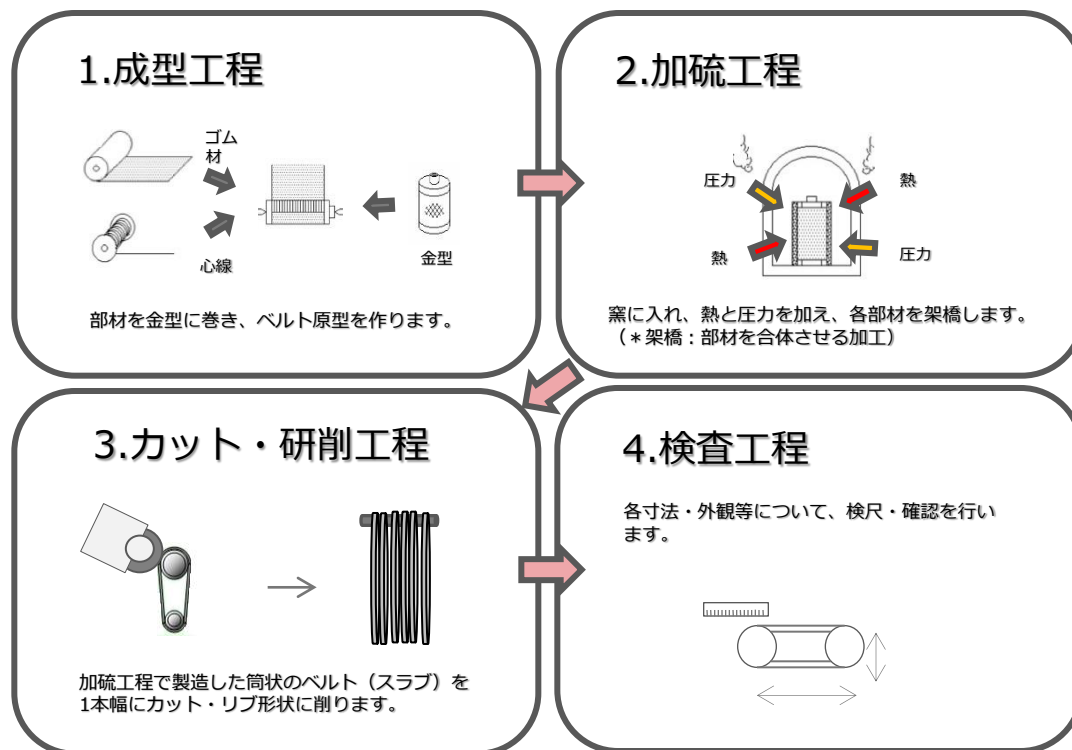 1.成型工程
ゴム
材
心線
金型
部材を金型に巻き、ベルト原型を作ります。
2.加硫工程
圧力
熱
熱
圧力
窯に入れ、熱と圧力を加え、各部材を架橋します。
（＊架橋：部材を合体させる加工）
3.カット・研削工程
加硫工程で製造した筒状のベルト（スラブ）を
1本幅にカット・リブ形状に削ります。
4.検査工程
各寸法・外観等について、検尺・確認を行い
ます。